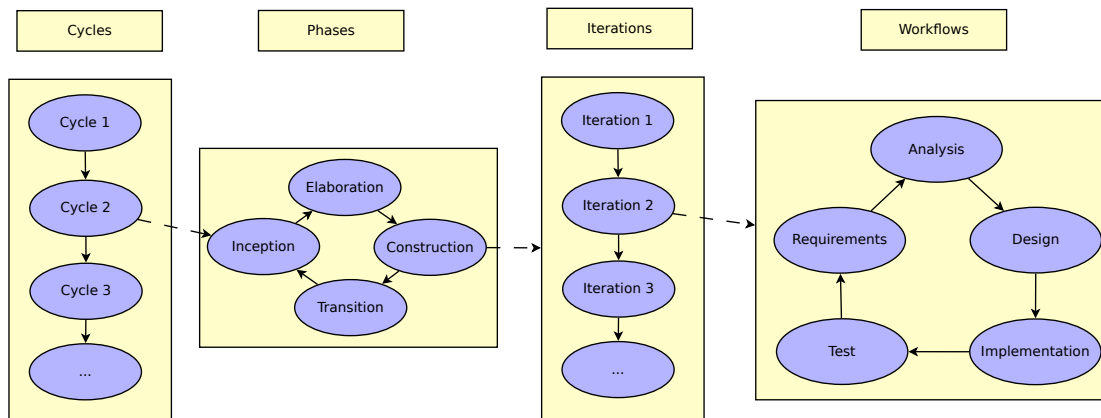 Cycles
Phases
Iterations
Workflows
Cycle 1
Cycle 2
Cycle 3
...
Elaboration
Inception
Construction
Transition
Iteration 1
Iteration 2
Iteration 3
...
Analysis
Requirements
Design
Test
Implementation